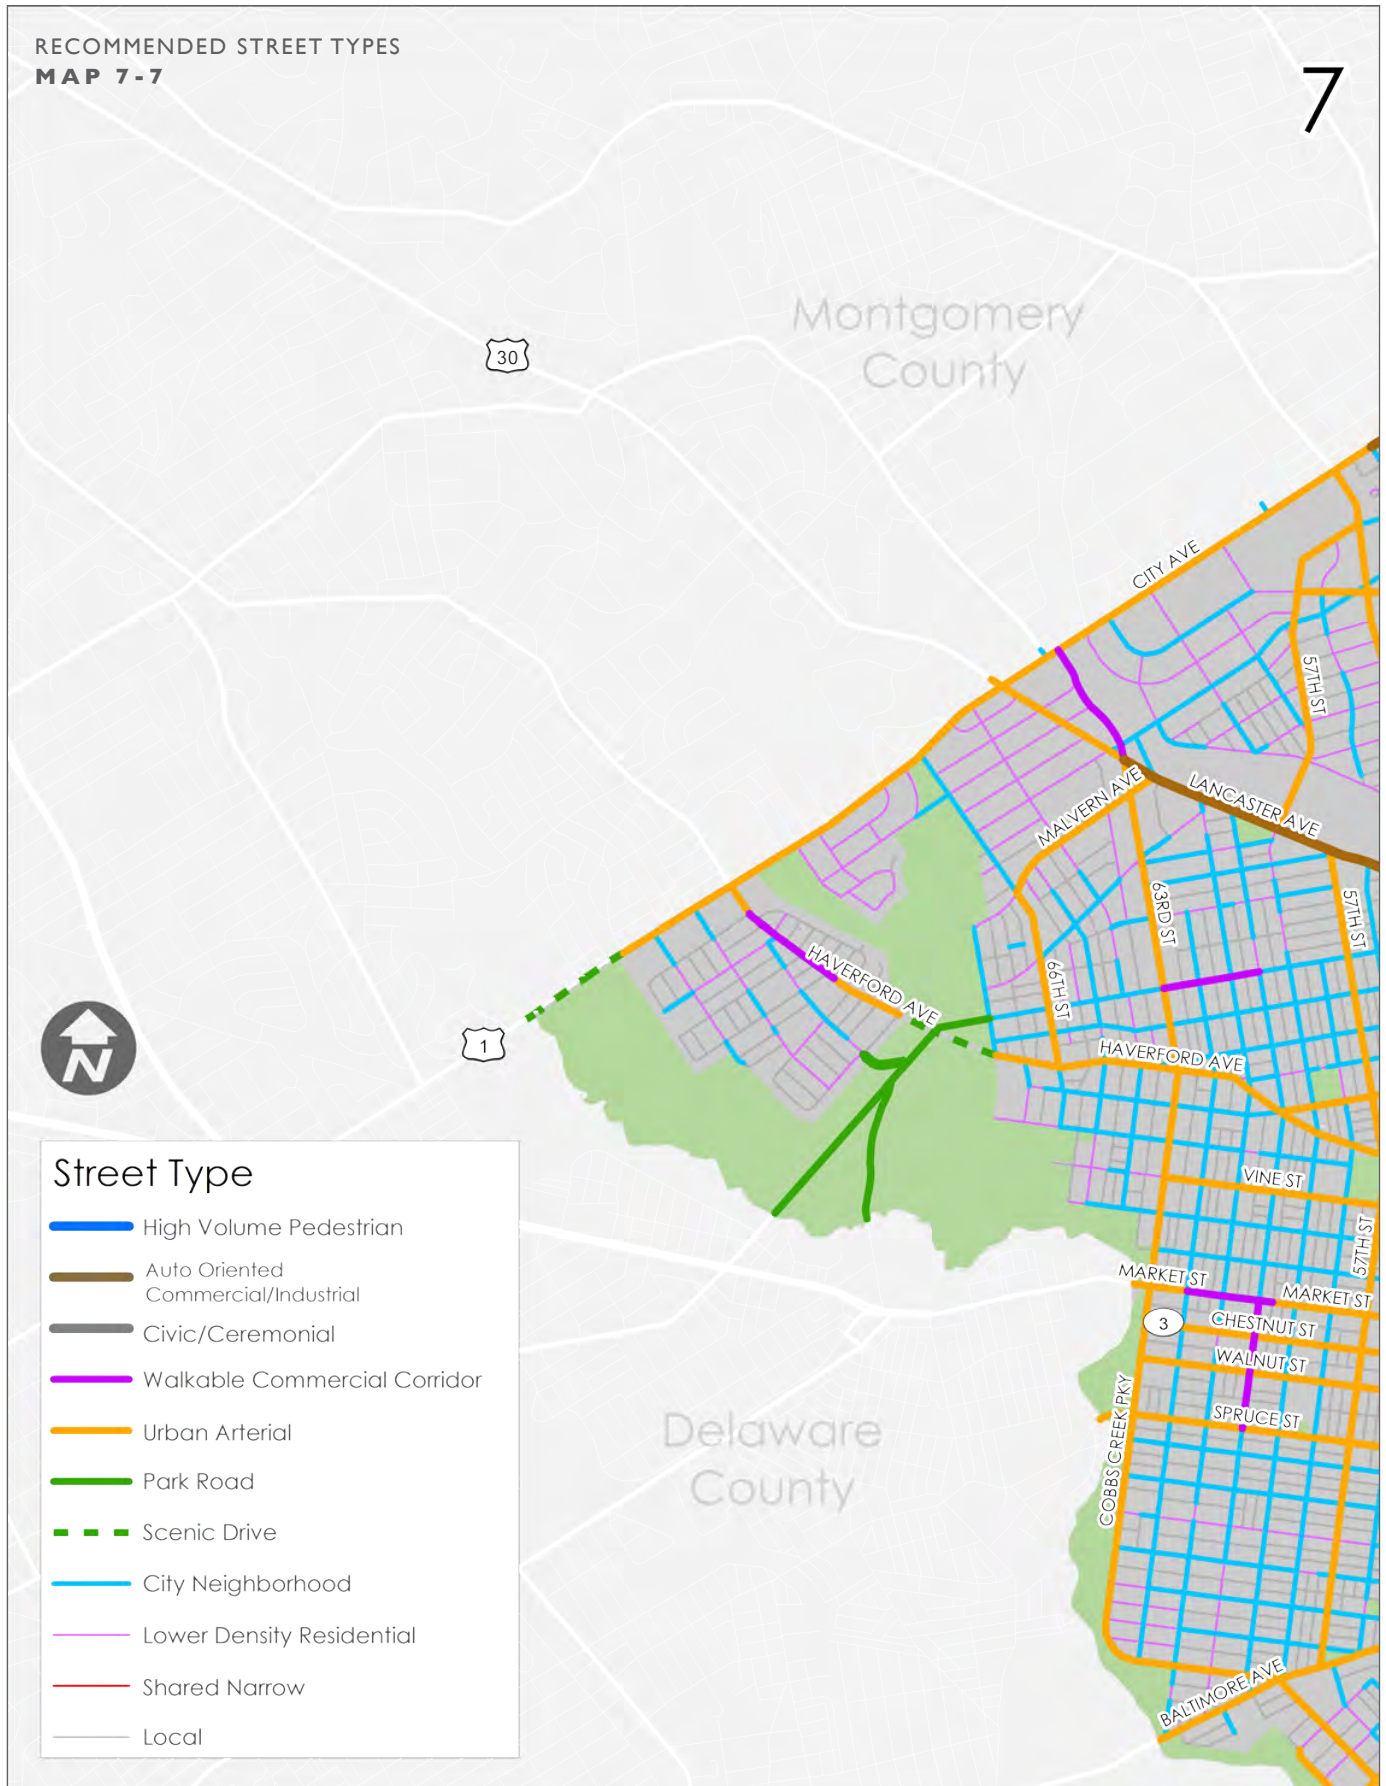 RECOMMENDED STREET TYPES
MAP 7-7
7
Montgomery
County
30
CITY AVE
57TH ST
LANCASTER AVE
MALVERN AVE
63RD ST
57TH ST
HAVERFORD AVE
66TH ST
1
N
HAVERFORD AVE
VINE ST
57TH ST
MARKET ST
MARKET ST
3
CHESTNUT ST
WALNUT ST
SPRUCE ST
COBBS CREEK PKY
Delaware
County
BALTIMORE AVE
Street Type
High Volume Pedestrian
Auto Oriented
Commercial/Industrial
Civic/Ceremonial
Walkable Commercial Corridor
Urban Arterial
Park Road
Scenic Drive
City Neighborhood
Lower Density Residential
Shared Narrow
Local